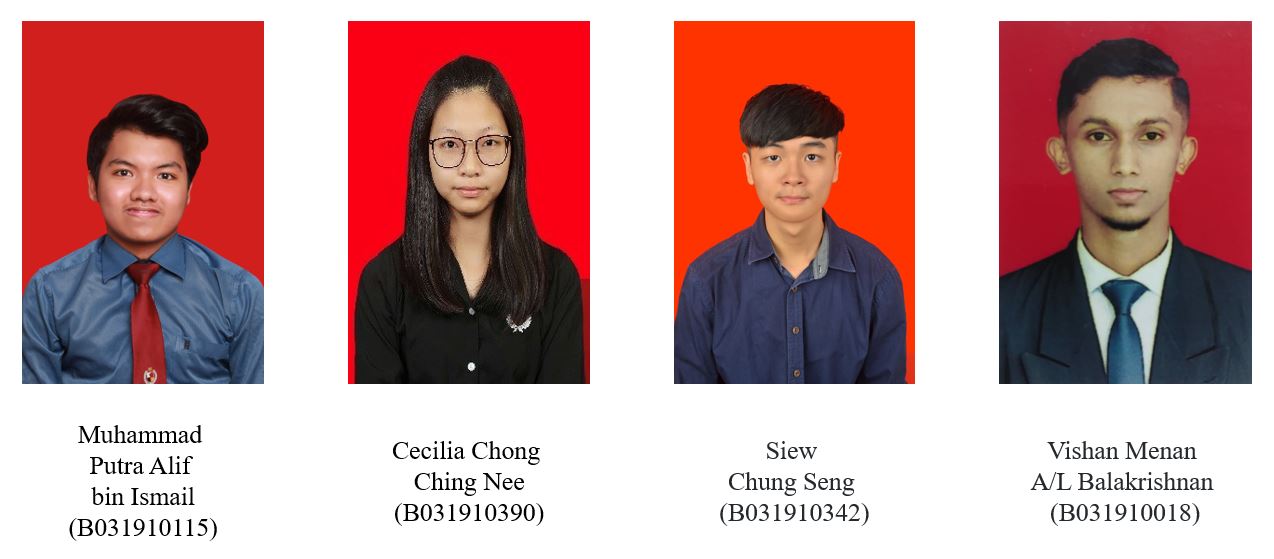 Muhammad
Putra Alif
bin Ismail
(B031910115)
Cecilia Chong
Ching Nee
(B031910390)
Siew
Chung Seng
(B031910342)
Vishan Menan
A/L Balakrishnan
(B031910018)